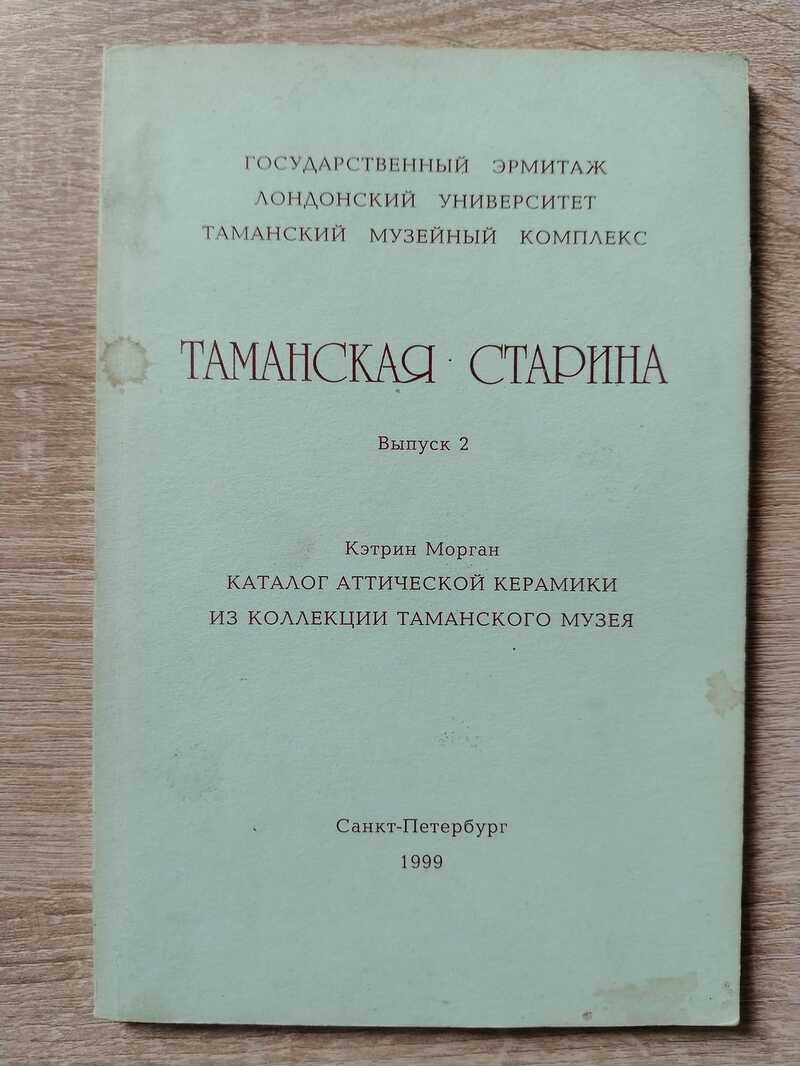 ГОСУДАРСТВЕННЫЙ ЭРМИТАЖ
ЛОНДОНСКИЙ УНИВЕРСИТЕТ
ТАМАНСКИЙ МУЗЕЙНЫЙ КОМПЛЕКС
ТАМАНСКАЯ СТАРИНА
Выпуск 2
Кэтрин Морган
КАТАЛОГ АТТИЧЕСКОЙ КЕРАМИКИ
ИЗ КОЛЛЕКЦИИ ТАМАНСКОГО МУЗЕЯ
Санкт-Петербург
1999